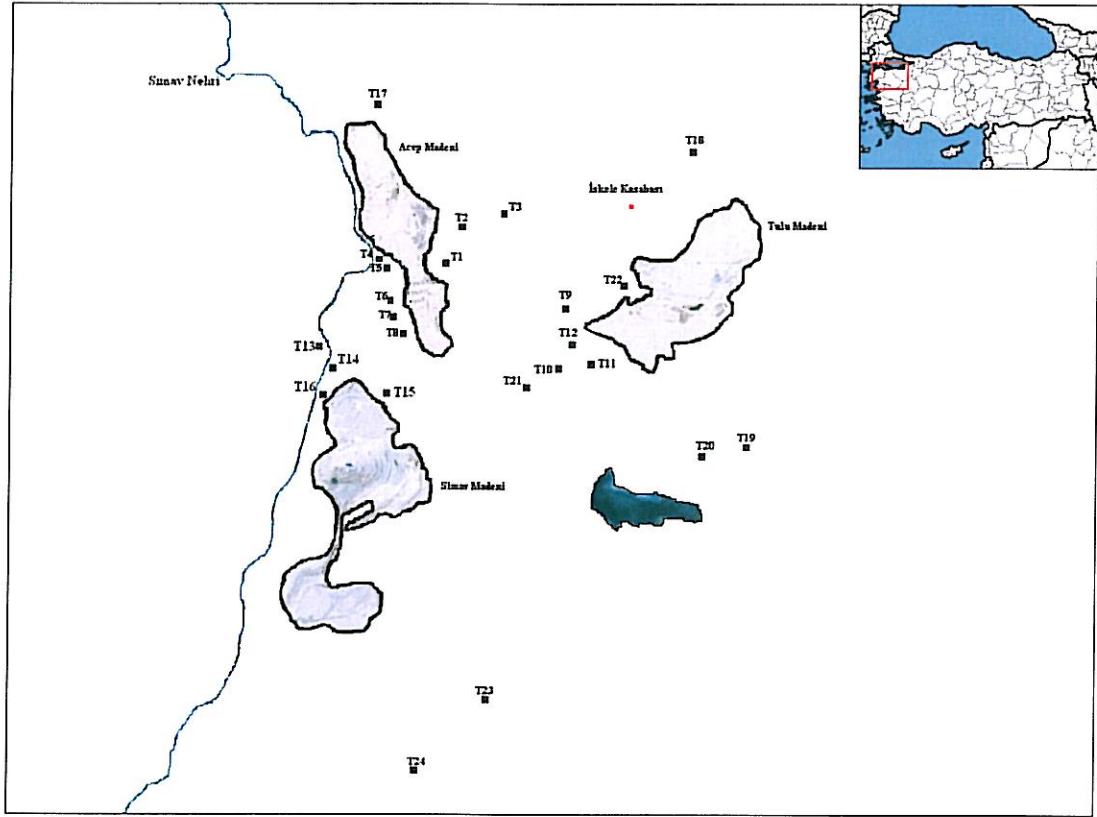 Sımav Nehri
T17
Acep Madeni
T18
İskele Kasabası
T3
T2
Tulu Madeni
T4
T1
T5
T22
T6
T9
T7
T8
T12
T13
T14
T10
T11
T16
T15
T21
T20
T19
Simav Madeni
T23
T24